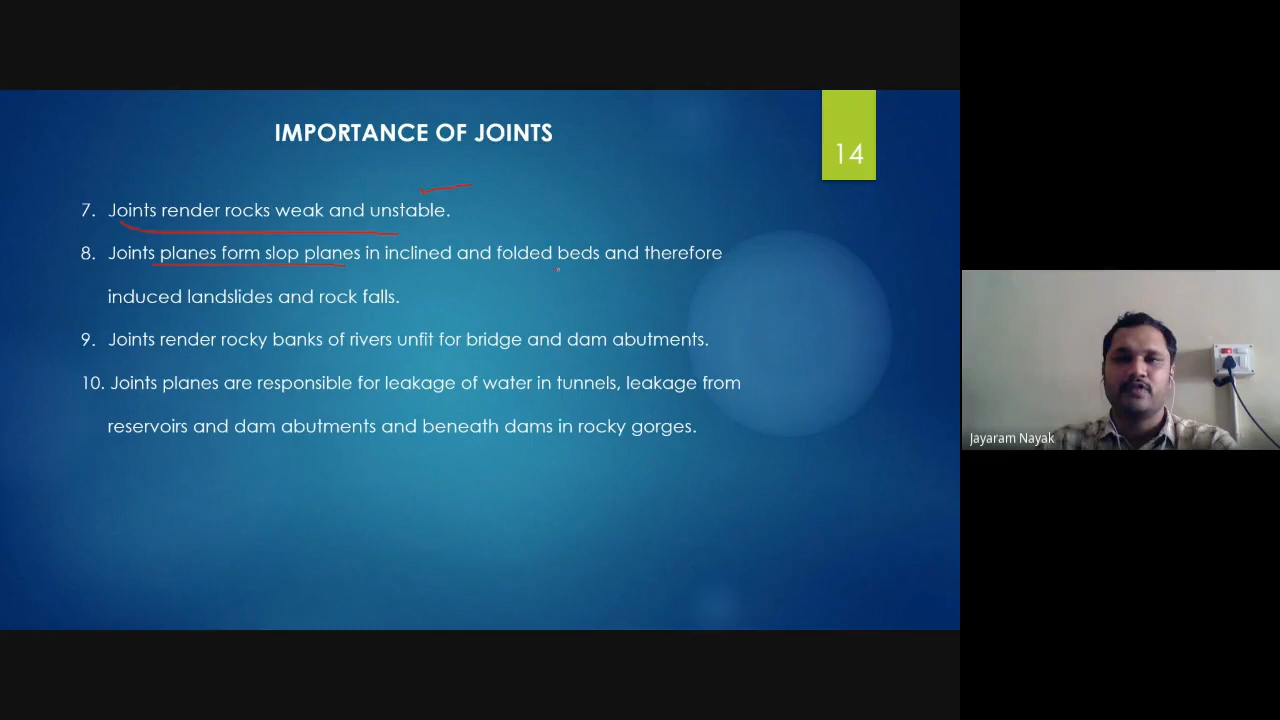 IMPORTANCE OF JOINTS
14
7. Joints render rocks weak and unstable.
8. Joints planes form slop planes in inclined and folded beds and therefore
induced landslides and rock falls.
9. Joints render rocky banks of rivers unfit for bridge and dam abutments.
10. Joints planes are responsible for leakage of water in tunnels, leakage from
reservoirs and dam abutments and beneath dams in rocky gorges.
Jayaram Nayak